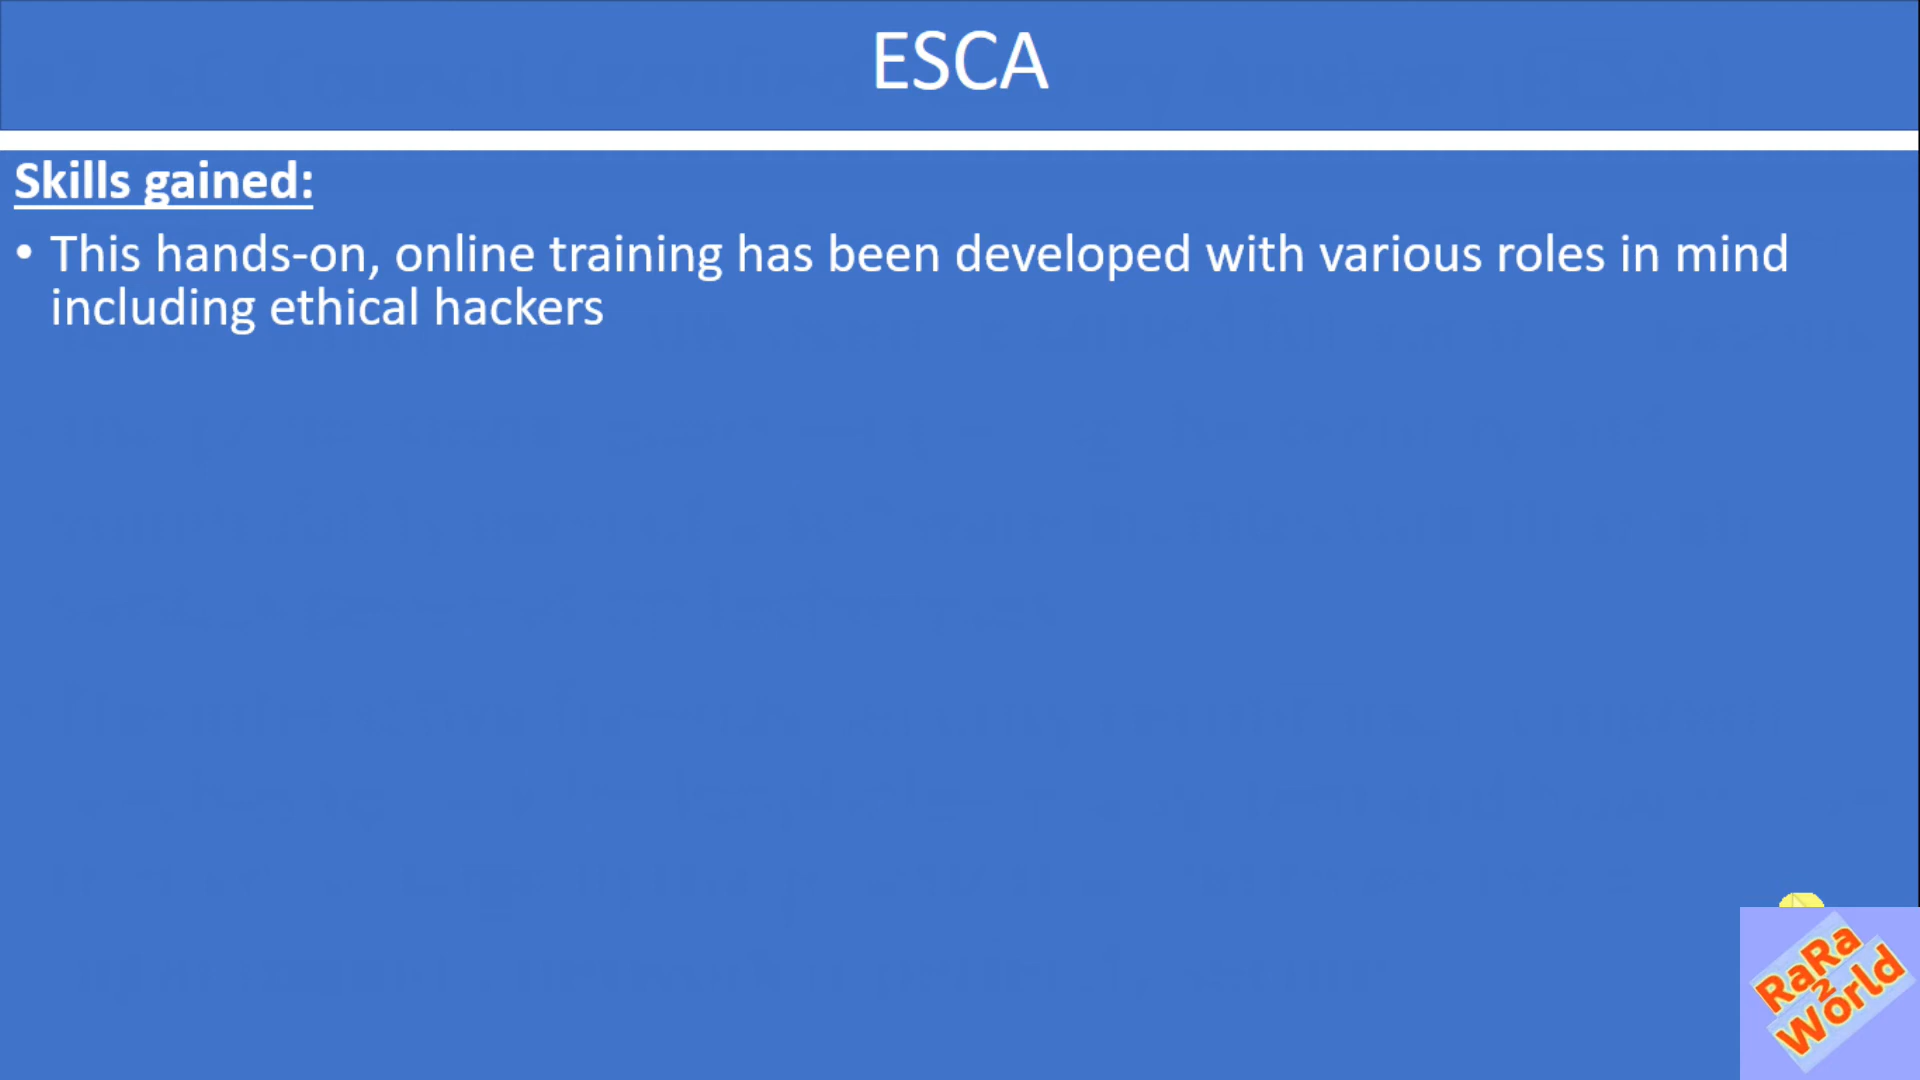 ESCA
Skills gained:
• This hands-on, online training has been developed with various roles in mind
including ethical hackers
RaRa
2
World